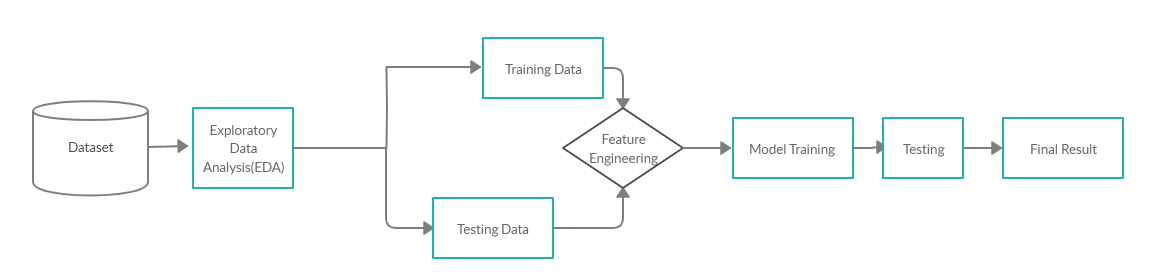 Dataset
Exploratory
Data
Analysis(EDA)
Training Data
Testing Data
Feature
Engineering
Model Training
Testing
Final Result